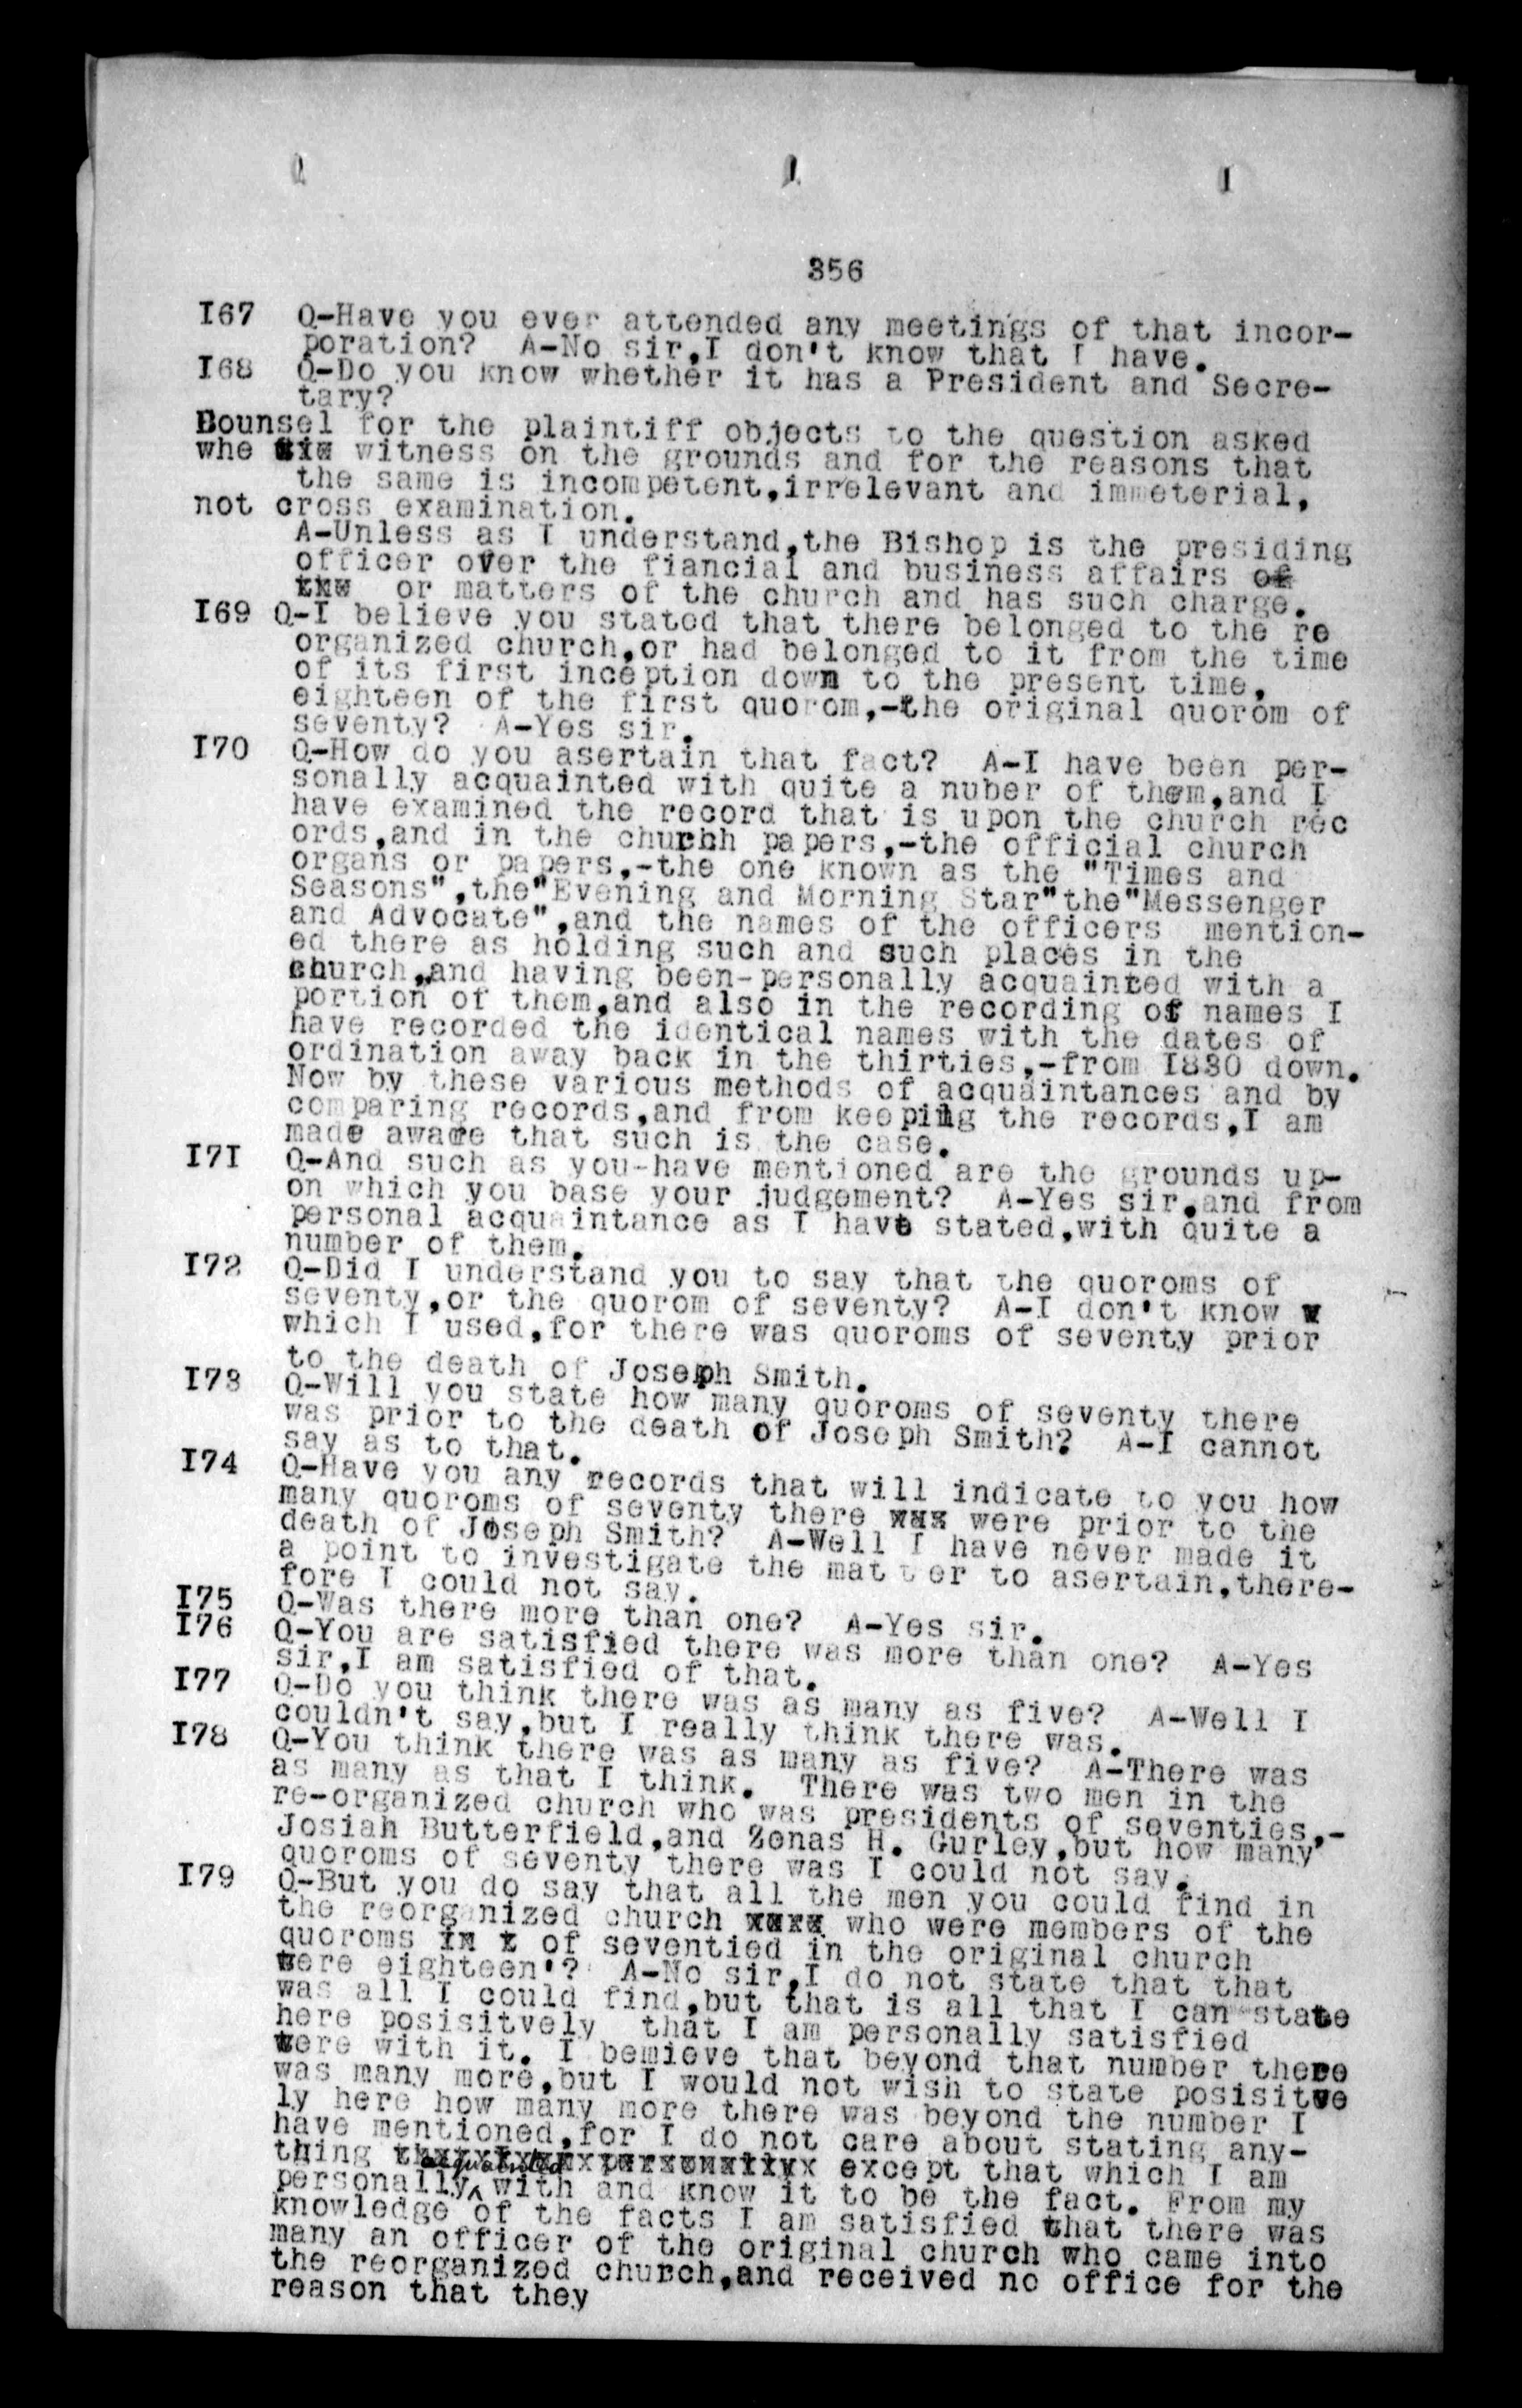 356
I67 Q-Have you ever attended any meetings of that incor-
poration? A-No sir,I don't know that I have.
I68 Q-Do you know whether it has a President and Secre-
tary?
Bounsel for the plaintiff objects to the question asked
whe witness on the grounds and for the reasons that
the same is incompetent,irrelevant and immeterial,
not cross examination.
A-Unless as I understand,the Bishop is the presiding
officer over the fiancial and business affairs of
tkw or matters of the church and has such charge.
I69 Q-I believe you stated that there belonged to the re
organized church,or had belonged to it from the time
of its first inception down to the present time,
eighteen of the first quorom,-the original quorom of
seventy? A-Yes sir.
I70 Q-How do you asertain that fact? A-I have been per-
sonally acquainted with quite a nuber of them,and I
have examined the record that is upon the church rec
ords,and in the church papers,-the official church
organs or papers,-the one known as the "Times and
Seasons",the"Evening and Morning Star"the"Messenger
and Advocate",and the names of the officers mention-
ed there as holding such and such places in the
church,and having been-personally acquainted with a
portion of them,and also in the recording of names I
have recorded the identical names with the dates of
ordination away back in the thirties,-from I830 down.
Now by these various methods of acquaintances and by
comparing records,and from keeping the records,I am
made aware that such is the case.
I71 Q-And such as you-have mentioned are the grounds up-
on which you base your judgement? A-Yes sir,and from
personal acquaintance as I have stated,with quite a
number of them.
I72 Q-Did I understand you to say that the quoroms of
seventy,or the quorom of seventy? A-I don't know w
which I used,for there was quoroms of seventy prior
to the death of Joseph Smith.
I73 Q-Will you state how many quoroms of seventy there
was prior to the death of Joseph Smith? A-I cannot
say as to that.
I74 Q-Have you any records that will indicate to you how
many quoroms of seventy there xxx were prior to the
death of Joseph Smith? A-Well I have never made it
a point to investigate the matter to asertain,there-
fore I could not say.
I75 Q-Was there more than one? A-Yes sir.
I76 Q-You are satisfied there was more than one? A-Yes
sir,I am satisfied of that.
I77 Q-Do you think there was as many as five? A-Well I
couldn't say,but I really think there was.
I78 Q-You think there was as many as five? A-There was
as many as that I think. There was two men in the
re-organized church who was presidents of seventies,-
Josiah Butterfield,and Zenas H. Gurley,but how many
quoroms of seventy there was I could not say.
I79 Q-But you do say that all the men you could find in
the reorganized church xxxx who were members of the
quoroms in t of seventied in the original church
were eighteen'? A-No sir,I do not state that that
was all I could find,but that is all that I can state
here posisitvely that I am personally satisfied
were with it. I bemieve that beyond that number there
was many more,but I would not wish to state posisitve
ly here how many more there was beyond the number I
have mentioned,for I do not care about stating any-
thing except that which I am
personally acquainted with and know it to be the fact. From my
knowledge of the facts I am satisfied that there was
many an officer of the original church who came into
the reorganized church,and received no office for the
reason that they